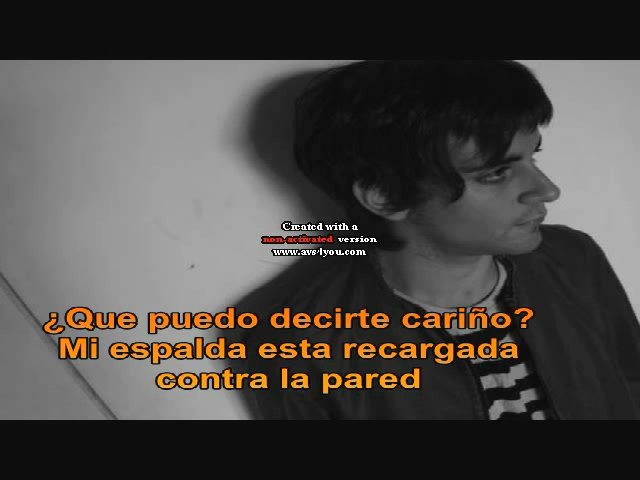 Created with a
non-activated version
www.avs4you.com
¿Que puedo decirte cariño?
Mi espalda esta recargada
contra la pared